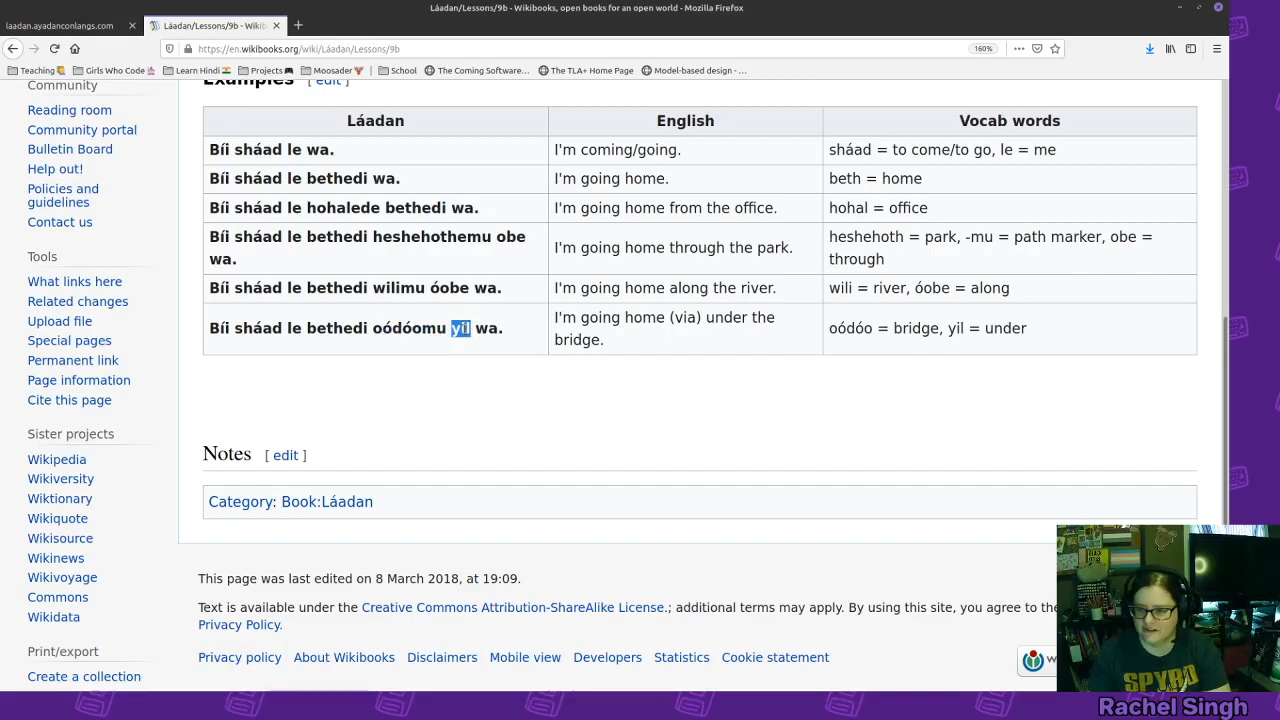 Láadan/Lessons/9b - Wikibooks, open books for an open world - Mozilla Firefox
laadan.ayadanconlangs.com
Láadan/Lessons/9b - Wikib
https://en.wikibooks.org/wiki/Láadan/Lessons/9b
160%
Teaching
Girls Who Code
Learn Hindi
Projects
Moosader
School
The Coming Software…
The TLA+ Home Page
Model-based design - …
Community
Reading room
Community portal
Bulletin Board
Help out!
Policies and
guidelines
Contact us
Tools
What links here
Related changes
Upload file
Special pages
Permanent link
Page information
Cite this page
Sister projects
Wikipedia
Wikiversity
Wiktionary
Wikiquote
Wikisource
Wikinews
Wikivoyage
Commons
Wikidata
Print/export
Create a collection
Examples [ edit ]
Láadan English Vocab words
Bíi sháad le wa. I'm coming/going. sháad = to come/to go, le = me
Bíi sháad le bethedi wa. I'm going home. beth = home
Bíi sháad le hohalede bethedi wa. I'm going home from the office. hohal = office
Bíi sháad le bethedi heshehothemu obe
wa.
I'm going home through the park.
heshehoth = park, -mu = path marker, obe =
through
Bíi sháad le bethedi wilimu óobe wa. I'm going home along the river. wili = river, óobe = along
Bíi sháad le bethedi oódóomu yil wa.
I'm going home (via) under the
bridge.
oódóo = bridge, yil = under
Notes [ edit ]
Category: Book:Láadan
This page was last edited on 8 March 2018, at 19:09.
Text is available under the Creative Commons Attribution-ShareAlike License.; additional terms may apply. By using this site, you agree to the
Privacy Policy.
Privacy policy About Wikibooks Disclaimers Mobile view Developers Statistics Cookie statement
SPYRO
Rachel Singh